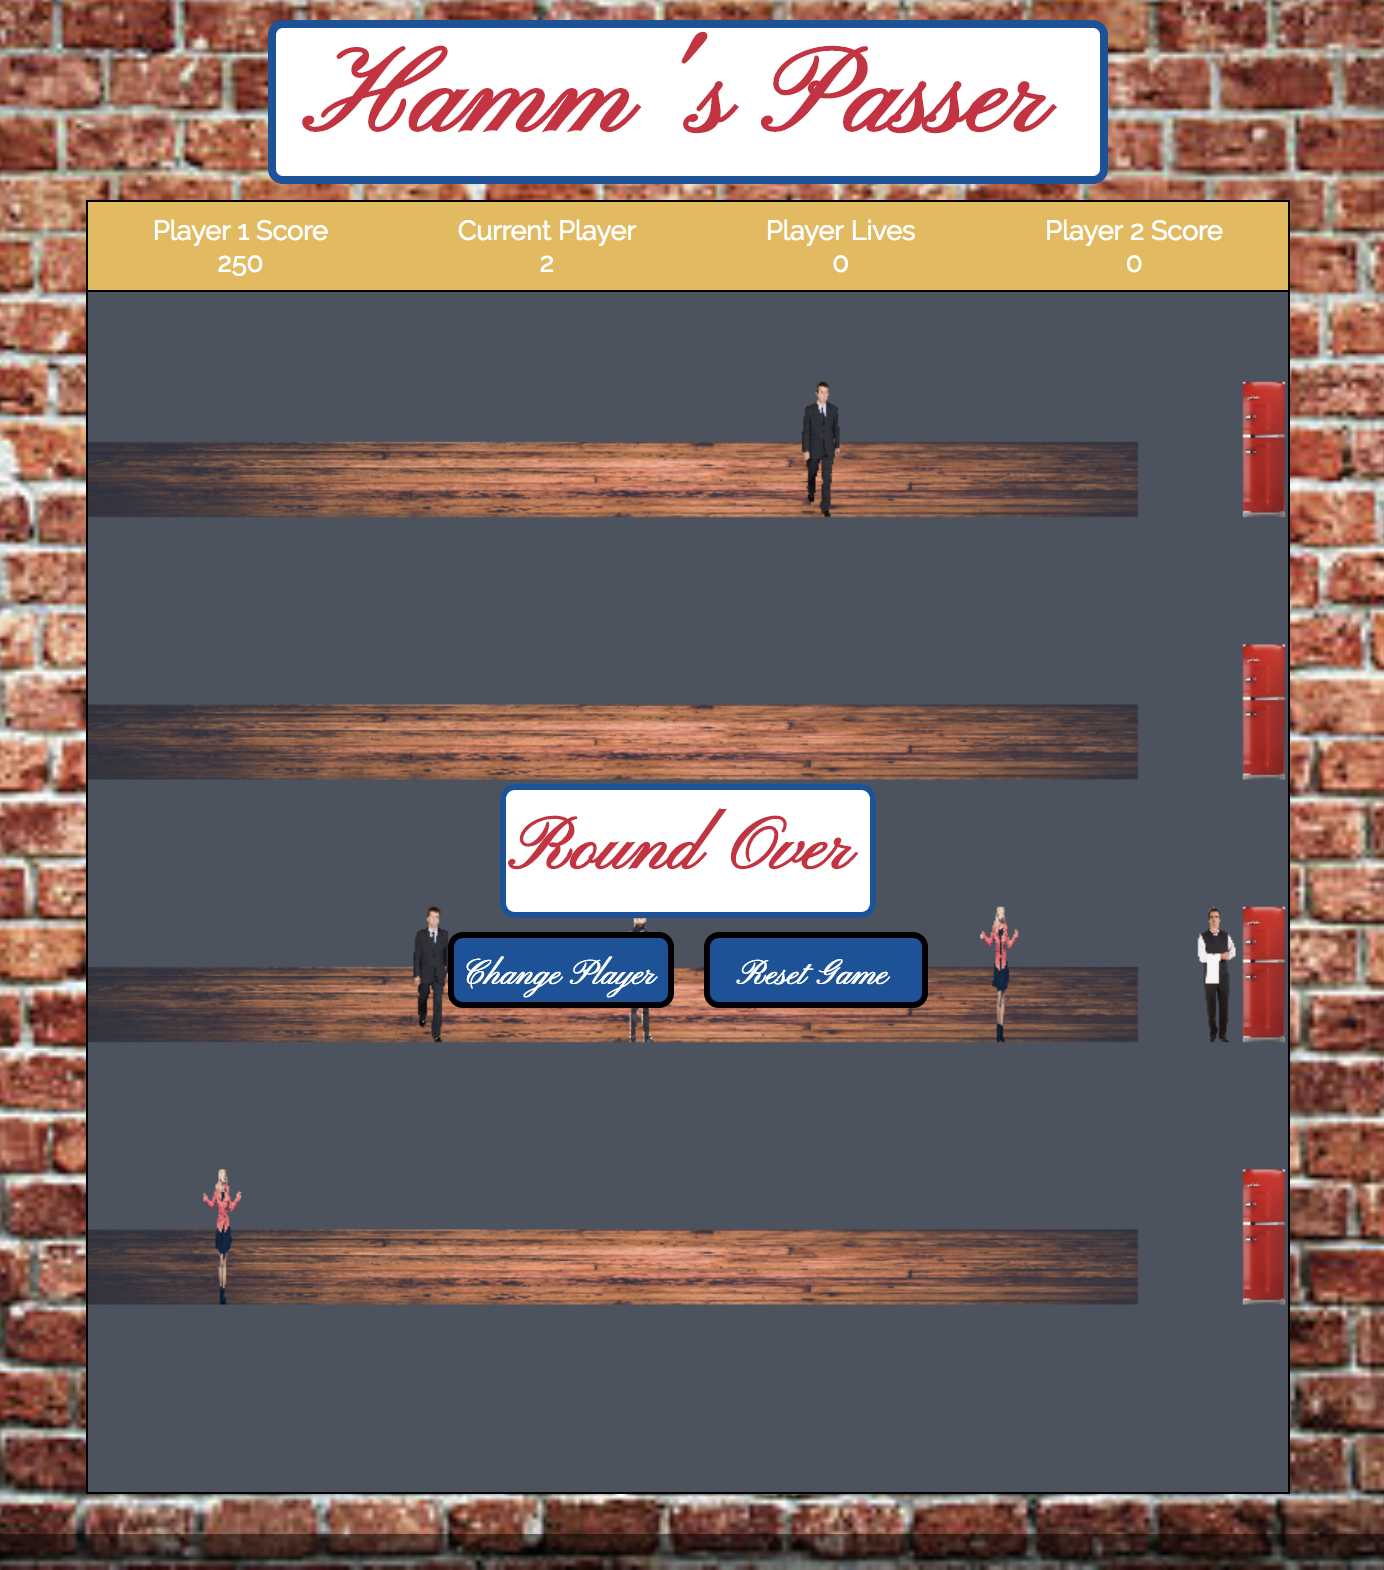 Hamm's Passer
Player 1 Score
250
Current Player
2
Player Lives
0
Player 2 Score
0
Round Over
Change Player
Reset Game